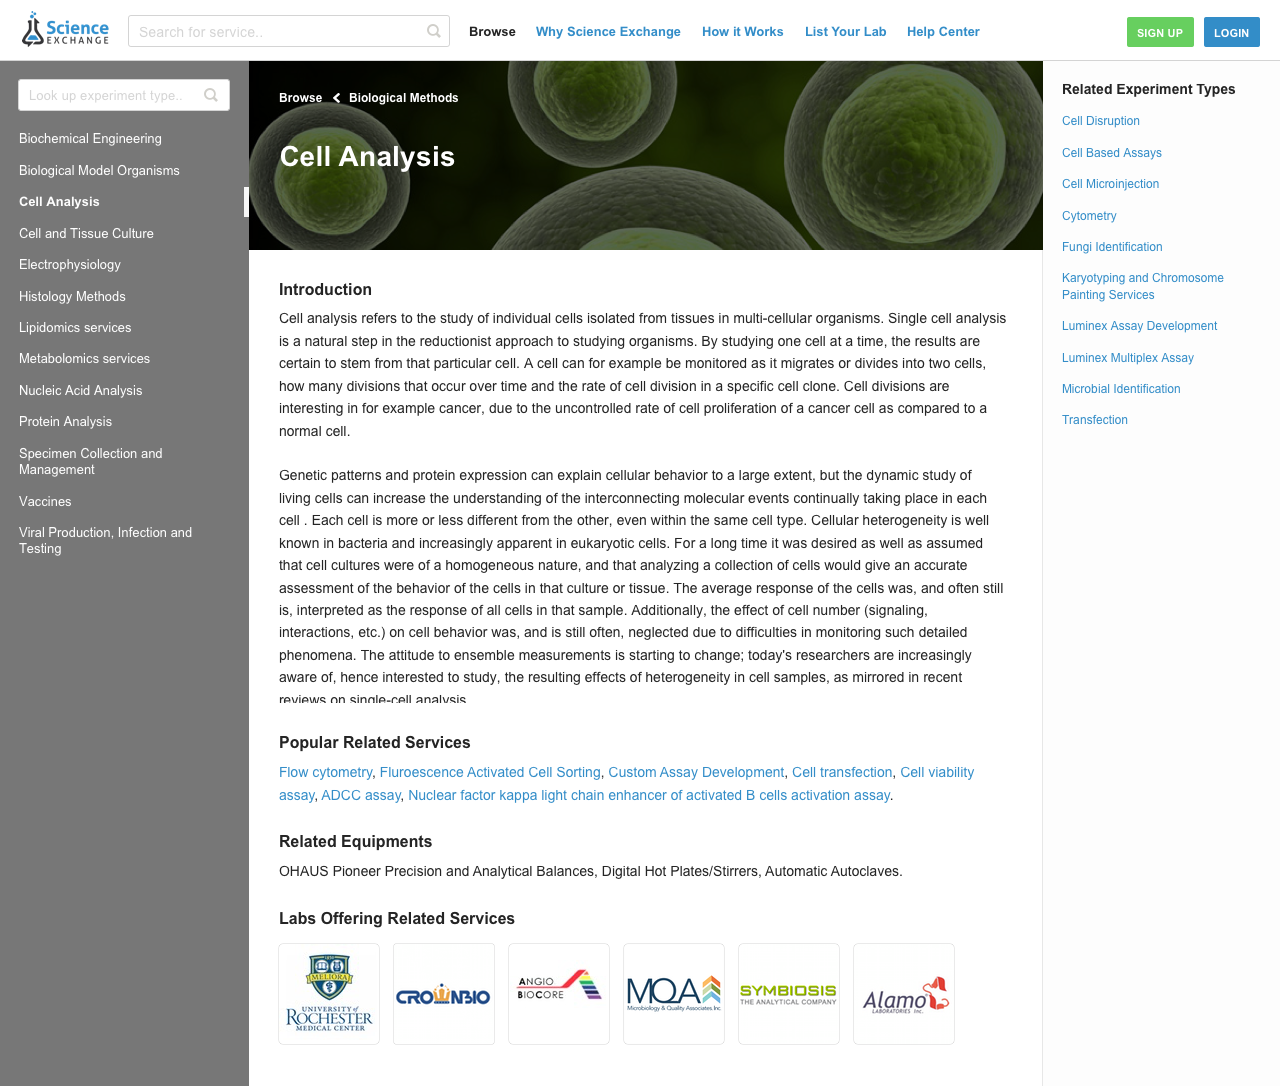 Science
EXCHANGE
Search for service..
Browse
Why Science Exchange
How it Works
List Your Lab
Help Center
SIGN UP
LOGIN
Look up experiment type..
Biochemical Engineering
Biological Model Organisms
Cell Analysis
Cell and Tissue Culture
Electrophysiology
Histology Methods
Lipidomics services
Metabolomics services
Nucleic Acid Analysis
Protein Analysis
Specimen Collection and
Management
Vaccines
Viral Production, Infection and
Testing
Browse
Biological Methods
Cell Analysis
Introduction
Cell analysis refers to the study of individual cells isolated from tissues in multi-cellular organisms. Single cell analysis
is a natural step in the reductionist approach to studying organisms. By studying one cell at a time, the results are
certain to stem from that particular cell. A cell can for example be monitored as it migrates or divides into two cells,
how many divisions that occur over time and the rate of cell division in a specific cell clone. Cell divisions are
interesting in for example cancer, due to the uncontrolled rate of cell proliferation of a cancer cell as compared to a
normal cell.
Genetic patterns and protein expression can explain cellular behavior to a large extent, but the dynamic study of
living cells can increase the understanding of the interconnecting molecular events continually taking place in each
cell . Each cell is more or less different from the other, even within the same cell type. Cellular heterogeneity is well
known in bacteria and increasingly apparent in eukaryotic cells. For a long time it was desired as well as assumed
that cell cultures were of a homogeneous nature, and that analyzing a collection of cells would give an accurate
assessment of the behavior of the cells in that culture or tissue. The average response of the cells was, and often still
is, interpreted as the response of all cells in that sample. Additionally, the effect of cell number (signaling,
interactions, etc.) on cell behavior was, and is still often, neglected due to difficulties in monitoring such detailed
phenomena. The attitude to ensemble measurements is starting to change; today's researchers are increasingly
aware of, hence interested to study, the resulting effects of heterogeneity in cell samples, as mirrored in recent
reviews on single-cell analysis
Popular Related Services
Flow cytometry, Fluroescence Activated Cell Sorting, Custom Assay Development, Cell transfection, Cell viability
assay, ADCC assay, Nuclear factor kappa light chain enhancer of activated B cells activation assay.
Related Equipments
OHAUS Pioneer Precision and Analytical Balances, Digital Hot Plates/Stirrers, Automatic Autoclaves.
Labs Offering Related Services
MELIORA
UNIVERSITY of
ROCHESTER
MEDICAL CENTER
CROWNBIO
ANGIO
BIOCORE
MQA
Microbiology & Quality Associates, Inc.
SYMBIOSIS
THE ANALYTICAL COMPANY
Alamo
LABORATORIES Inc.
Related Experiment Types
Cell Disruption
Cell Based Assays
Cell Microinjection
Cytometry
Fungi Identification
Karyotyping and Chromosome
Painting Services
Luminex Assay Development
Luminex Multiplex Assay
Microbial Identification
Transfection